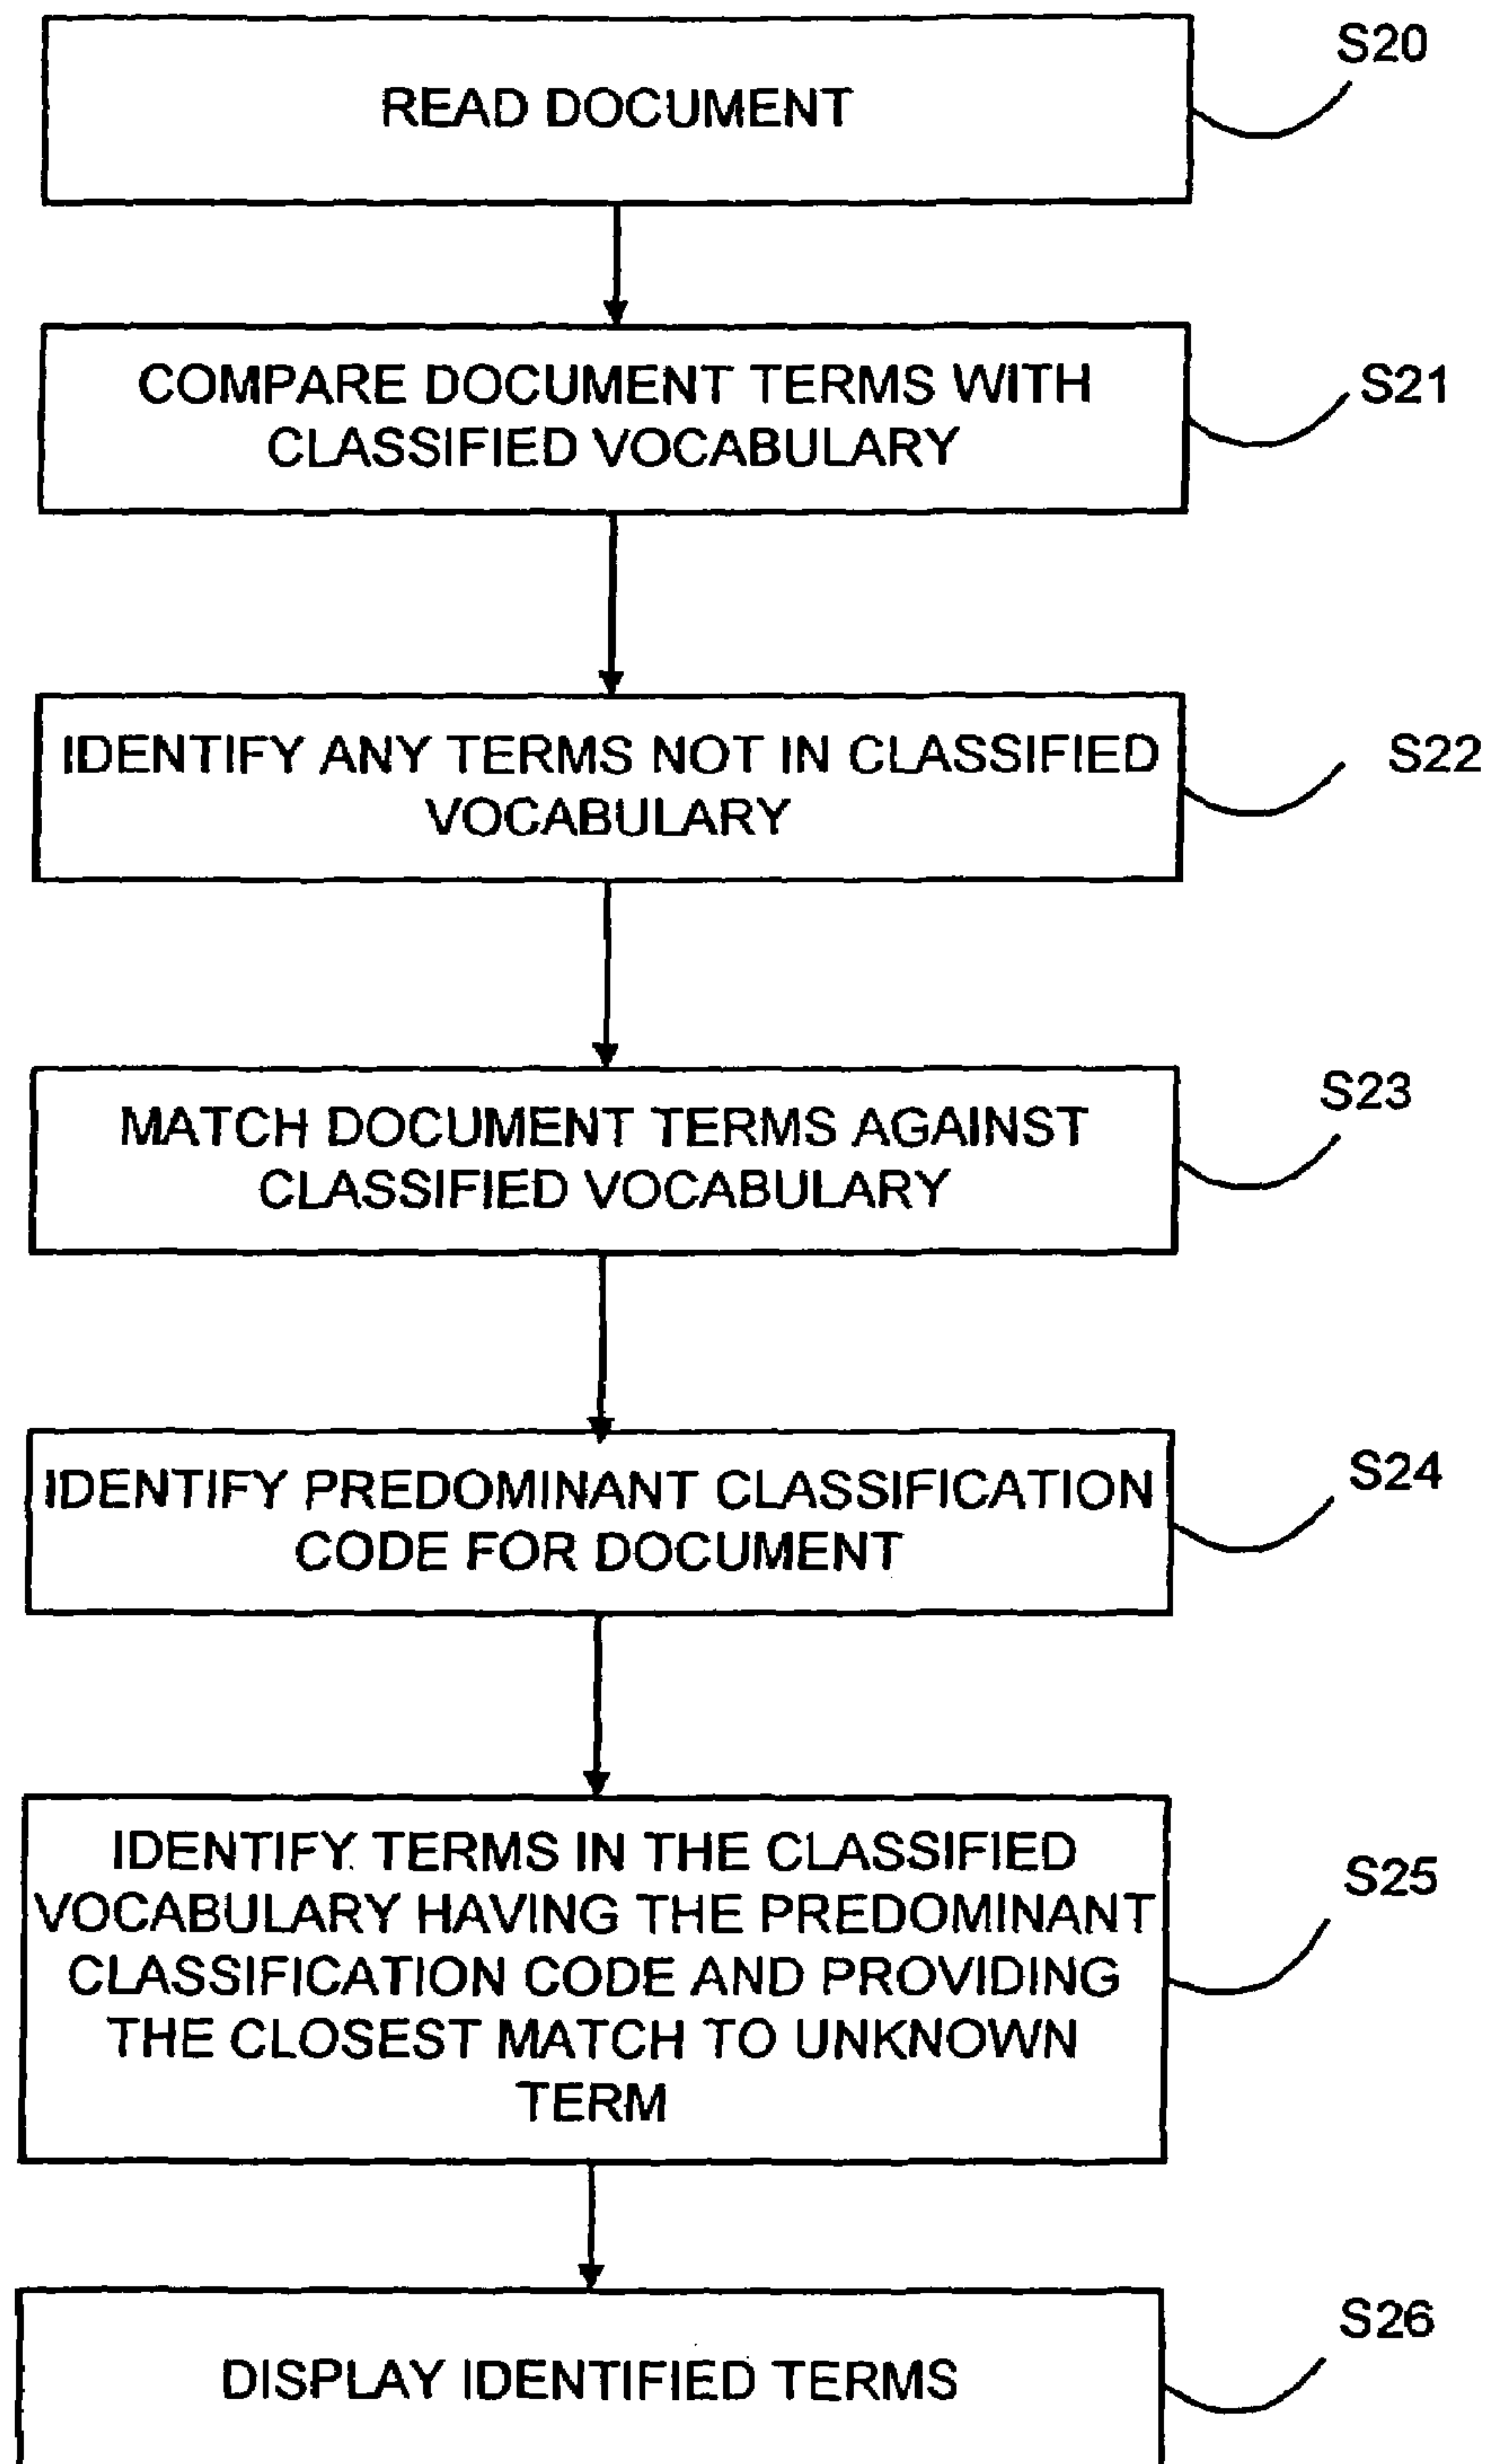 READ DOCUMENT
S20
COMPARE DOCUMENT TERMS WITH
CLASSIFIED VOCABULARY
S21
IDENTIFY ANY TERMS NOT IN CLASSIFIED
VOCABULARY
S22
MATCH DOCUMENT TERMS AGAINST
CLASSIFIED VOCABULARY
S23
IDENTIFY PREDOMINANT CLASSIFICATION
CODE FOR DOCUMENT
S24
IDENTIFY TERMS IN THE CLASSIFIED
VOCABULARY HAVING THE PREDOMINANT
CLASSIFICATION CODE AND PROVIDING
THE CLOSEST MATCH TO UNKNOWN
TERM
S25
DISPLAY IDENTIFIED TERMS
S26